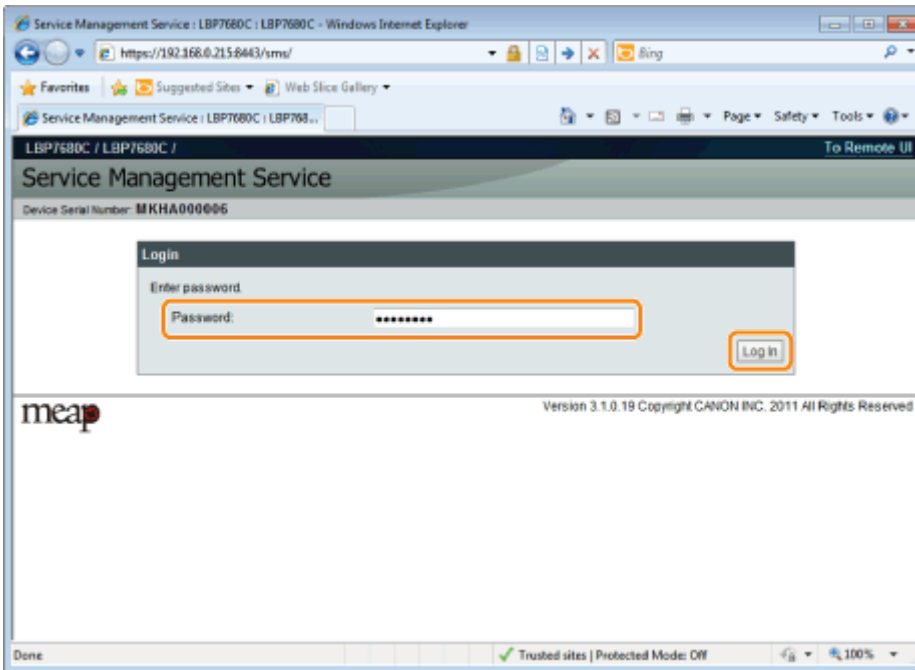 Service Management Service : LBP7680C : LBP7680C - Windows Internet Explorer
https://192.168.0.215:8443/sms/
Bing
Favorites Suggested Sites Web Slice Gallery
Service Management Service : LBP7680C : LBP768... Page Safety Tools
LBP7680C / LBP7680C / To Remote UI
Service Management Service
Device Serial Number: MKHA000006
Login
Enter password.
Password: ••••••••
Log In
meap Version 3.1.0.19 Copyright CANON INC. 2011 All Rights Reserved
Done Trusted sites | Protected Mode: Off 100%